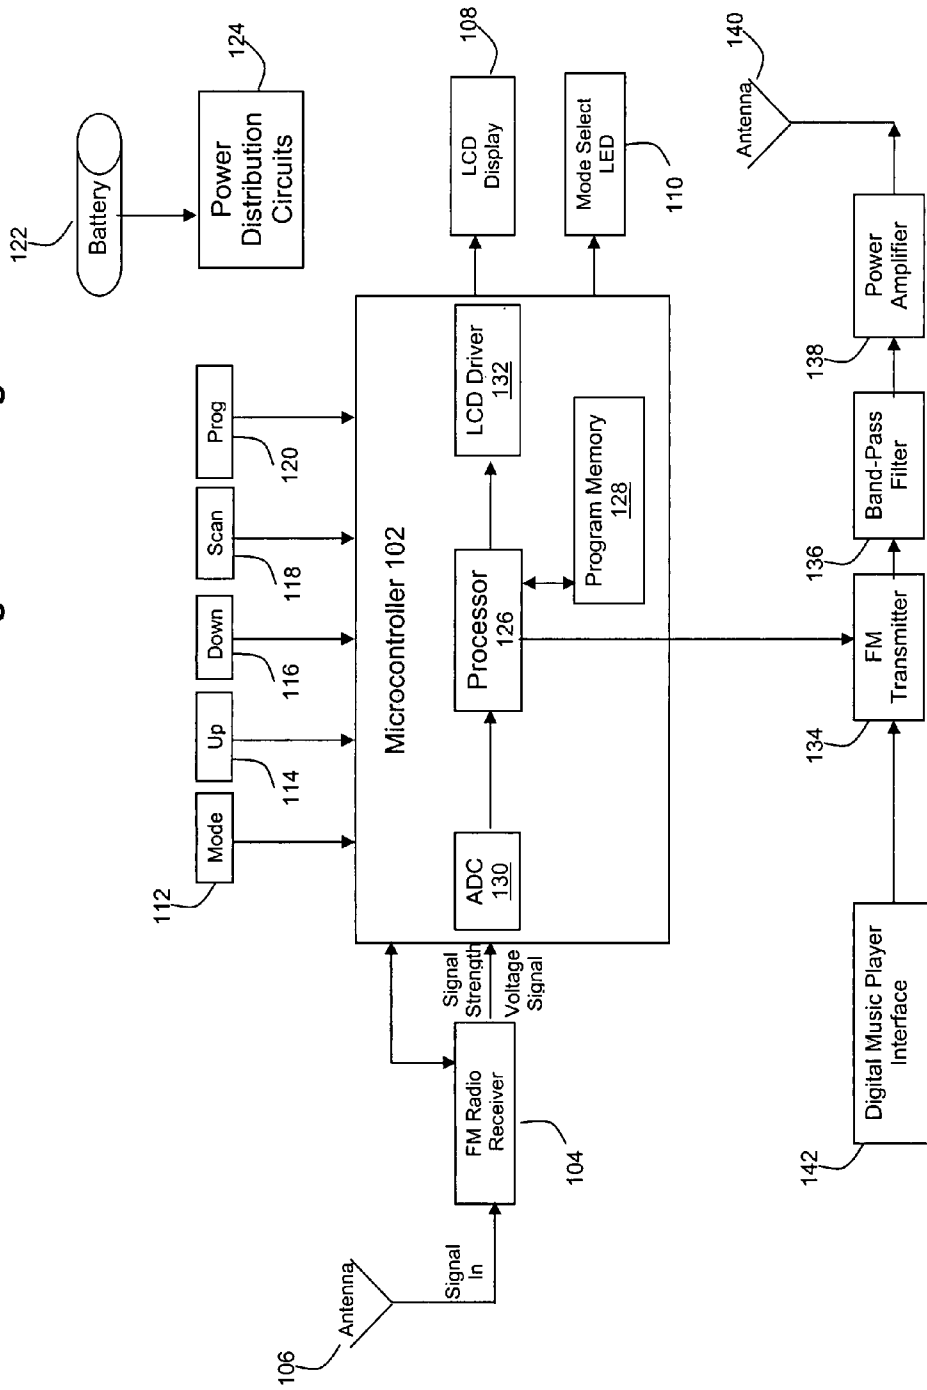 122
Battery
124
Power
Distribution
Circuits
112
Mode
Up
114
Down
116
Scan
118
Prog
120
108
LCD
Display
Mode Select
LED
110
Microcontroller 102
ADC
130
Processor
126
LCD Driver
132
Program Memory
128
Signal
Strength
Voltage
Signal
FM Radio
Receiver
104
106
Antenna
Signal
In
142
Digital Music Player
Interface
134
FM
Transmitter
136
Band-Pass
Filter
138
Power
Amplifier
Antenna
140